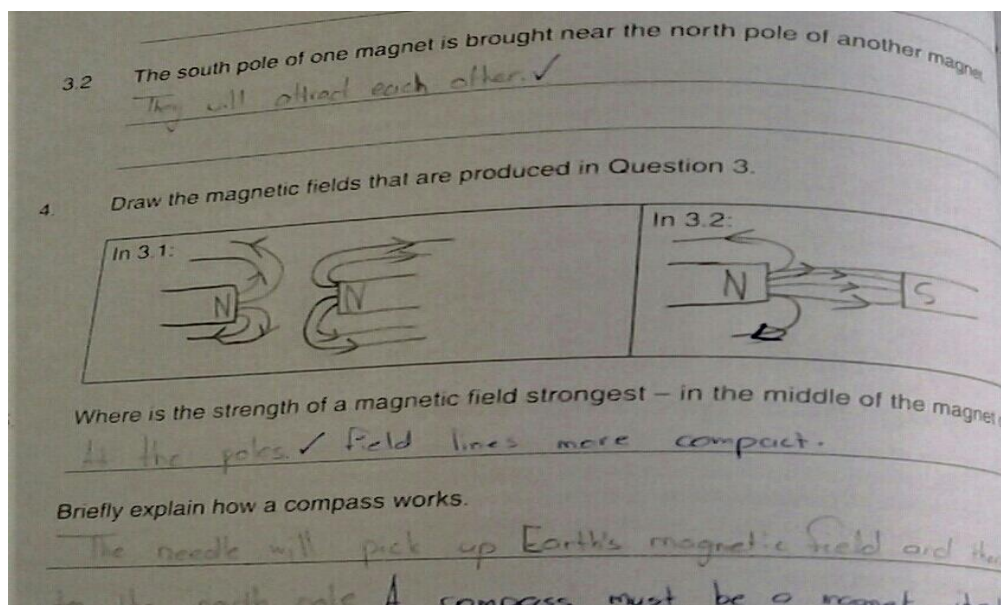 3.2 The south pole of one magnet is brought near the north pole of another magnet
They will attract each other. ✓
4. Draw the magnetic fields that are produced in Question 3.
In 3.1:
In 3.2:
N N
N S
Where is the strength of a magnetic field strongest – in the middle of the magnet
At the poles. ✓ field lines more compact.
Briefly explain how a compass works.
The needle will pick up Earth's magnetic field and then
A compass must be a